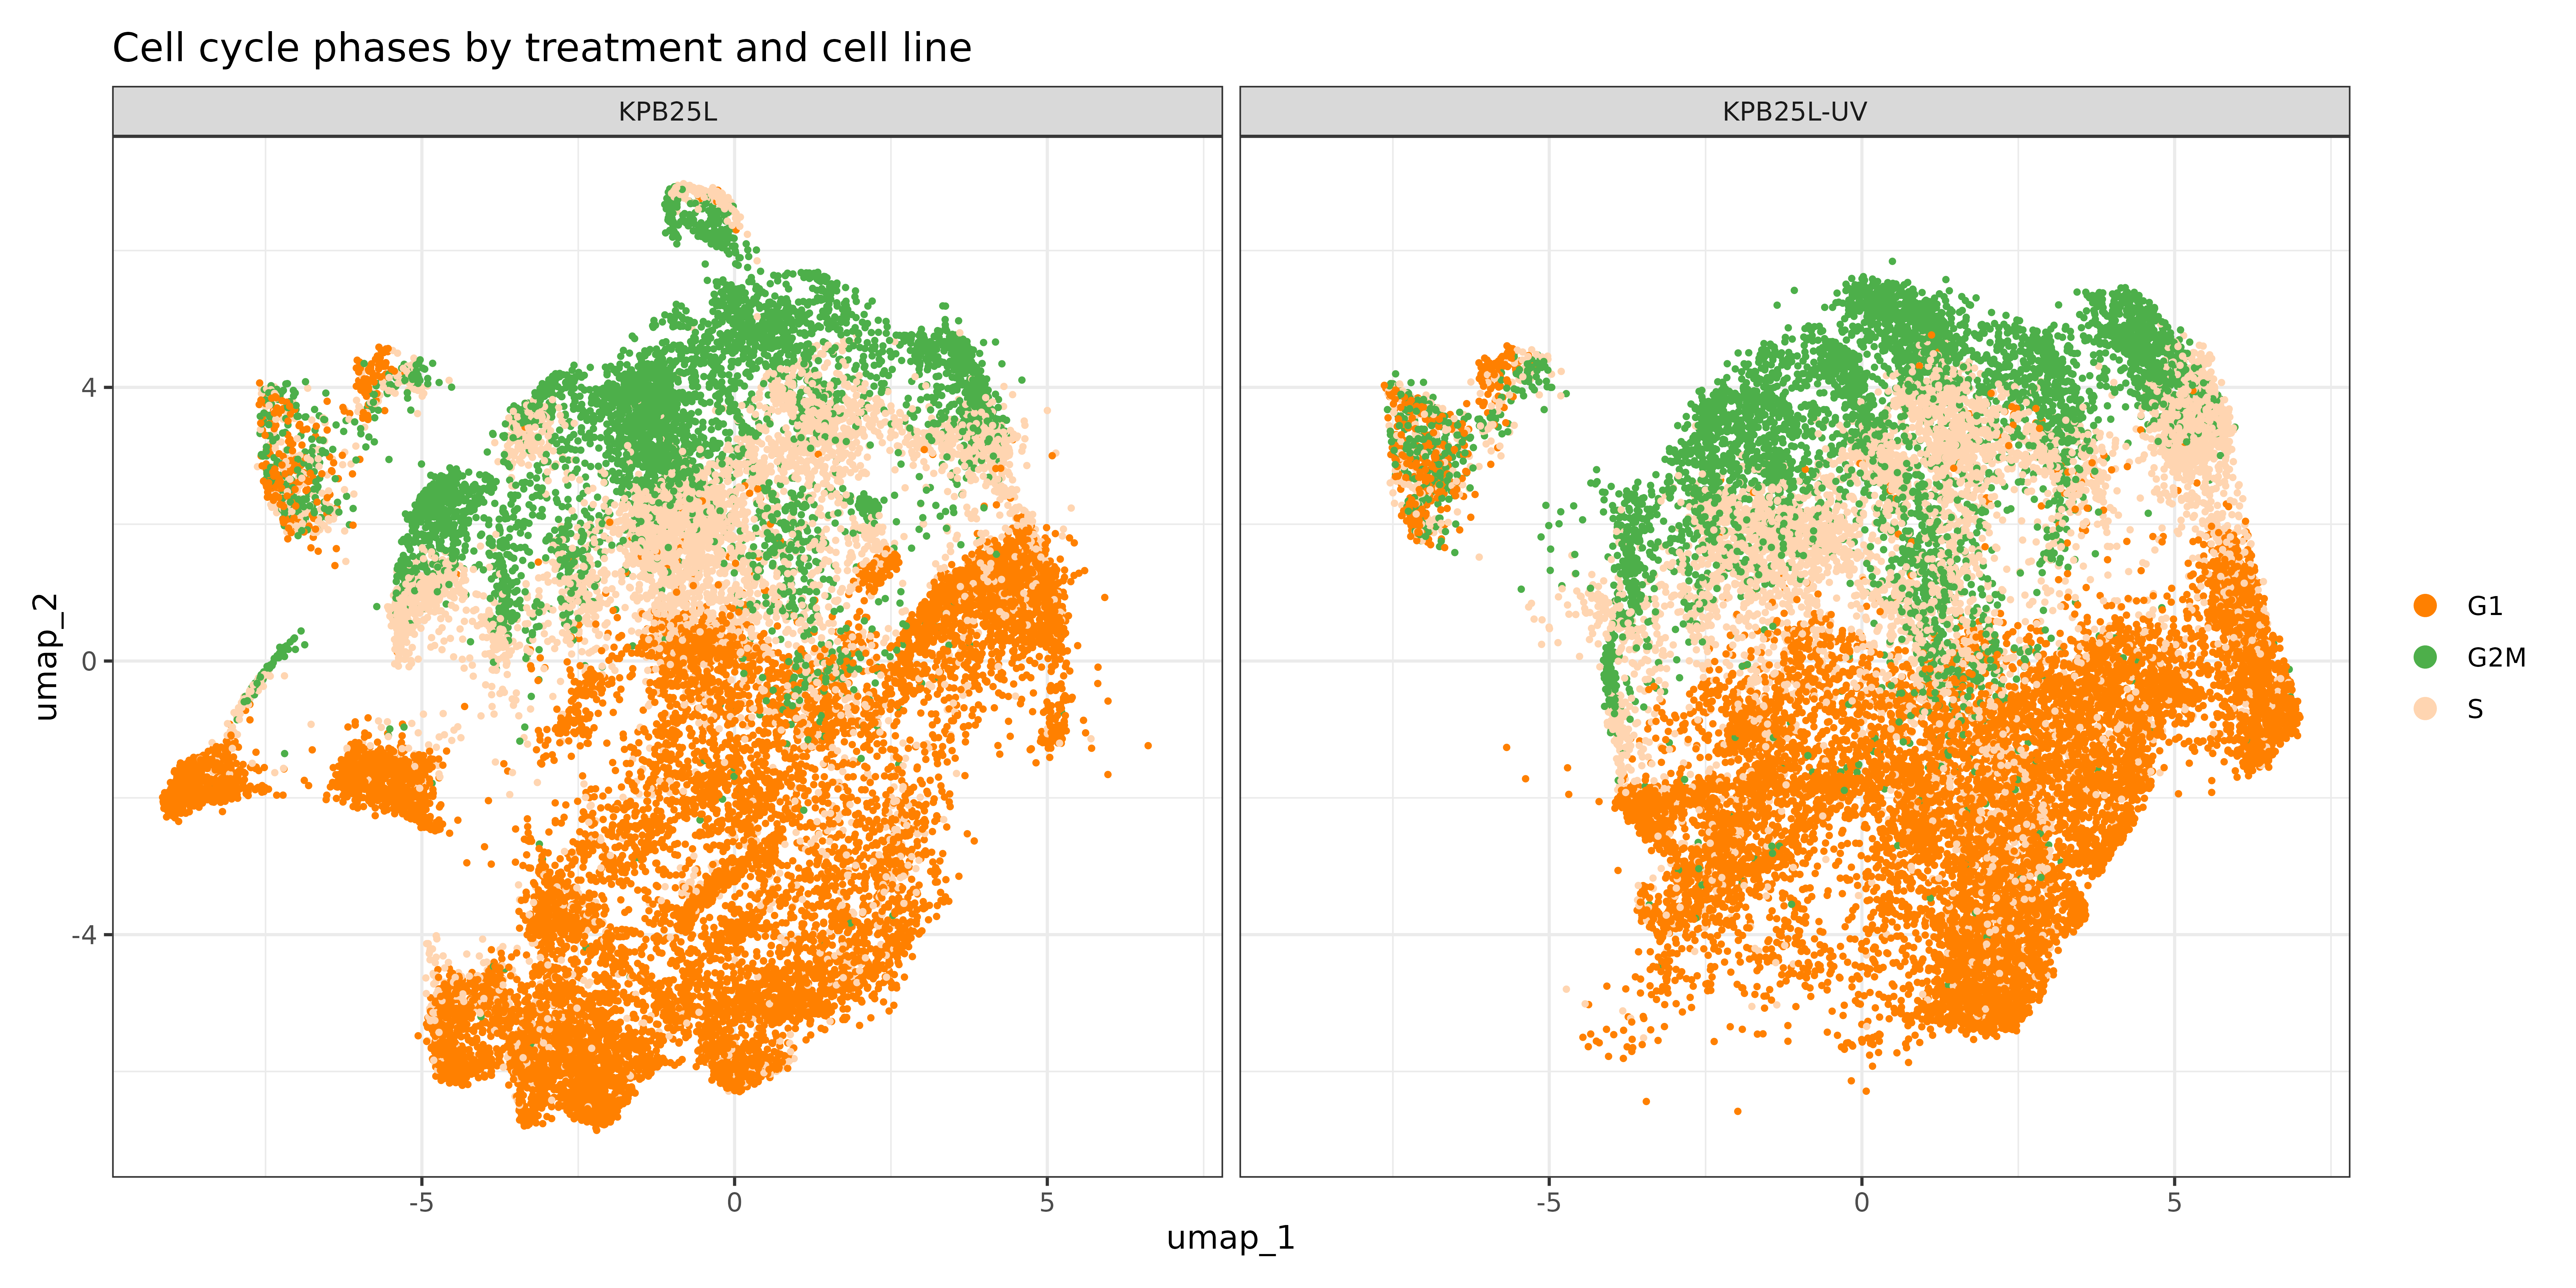 Cell cycle phases by treatment and cell line
KPB25L
KPB25L-UV
4
0
-4
umap_2
-5
0
5
-5
0
5
umap_1
G1
G2M
S